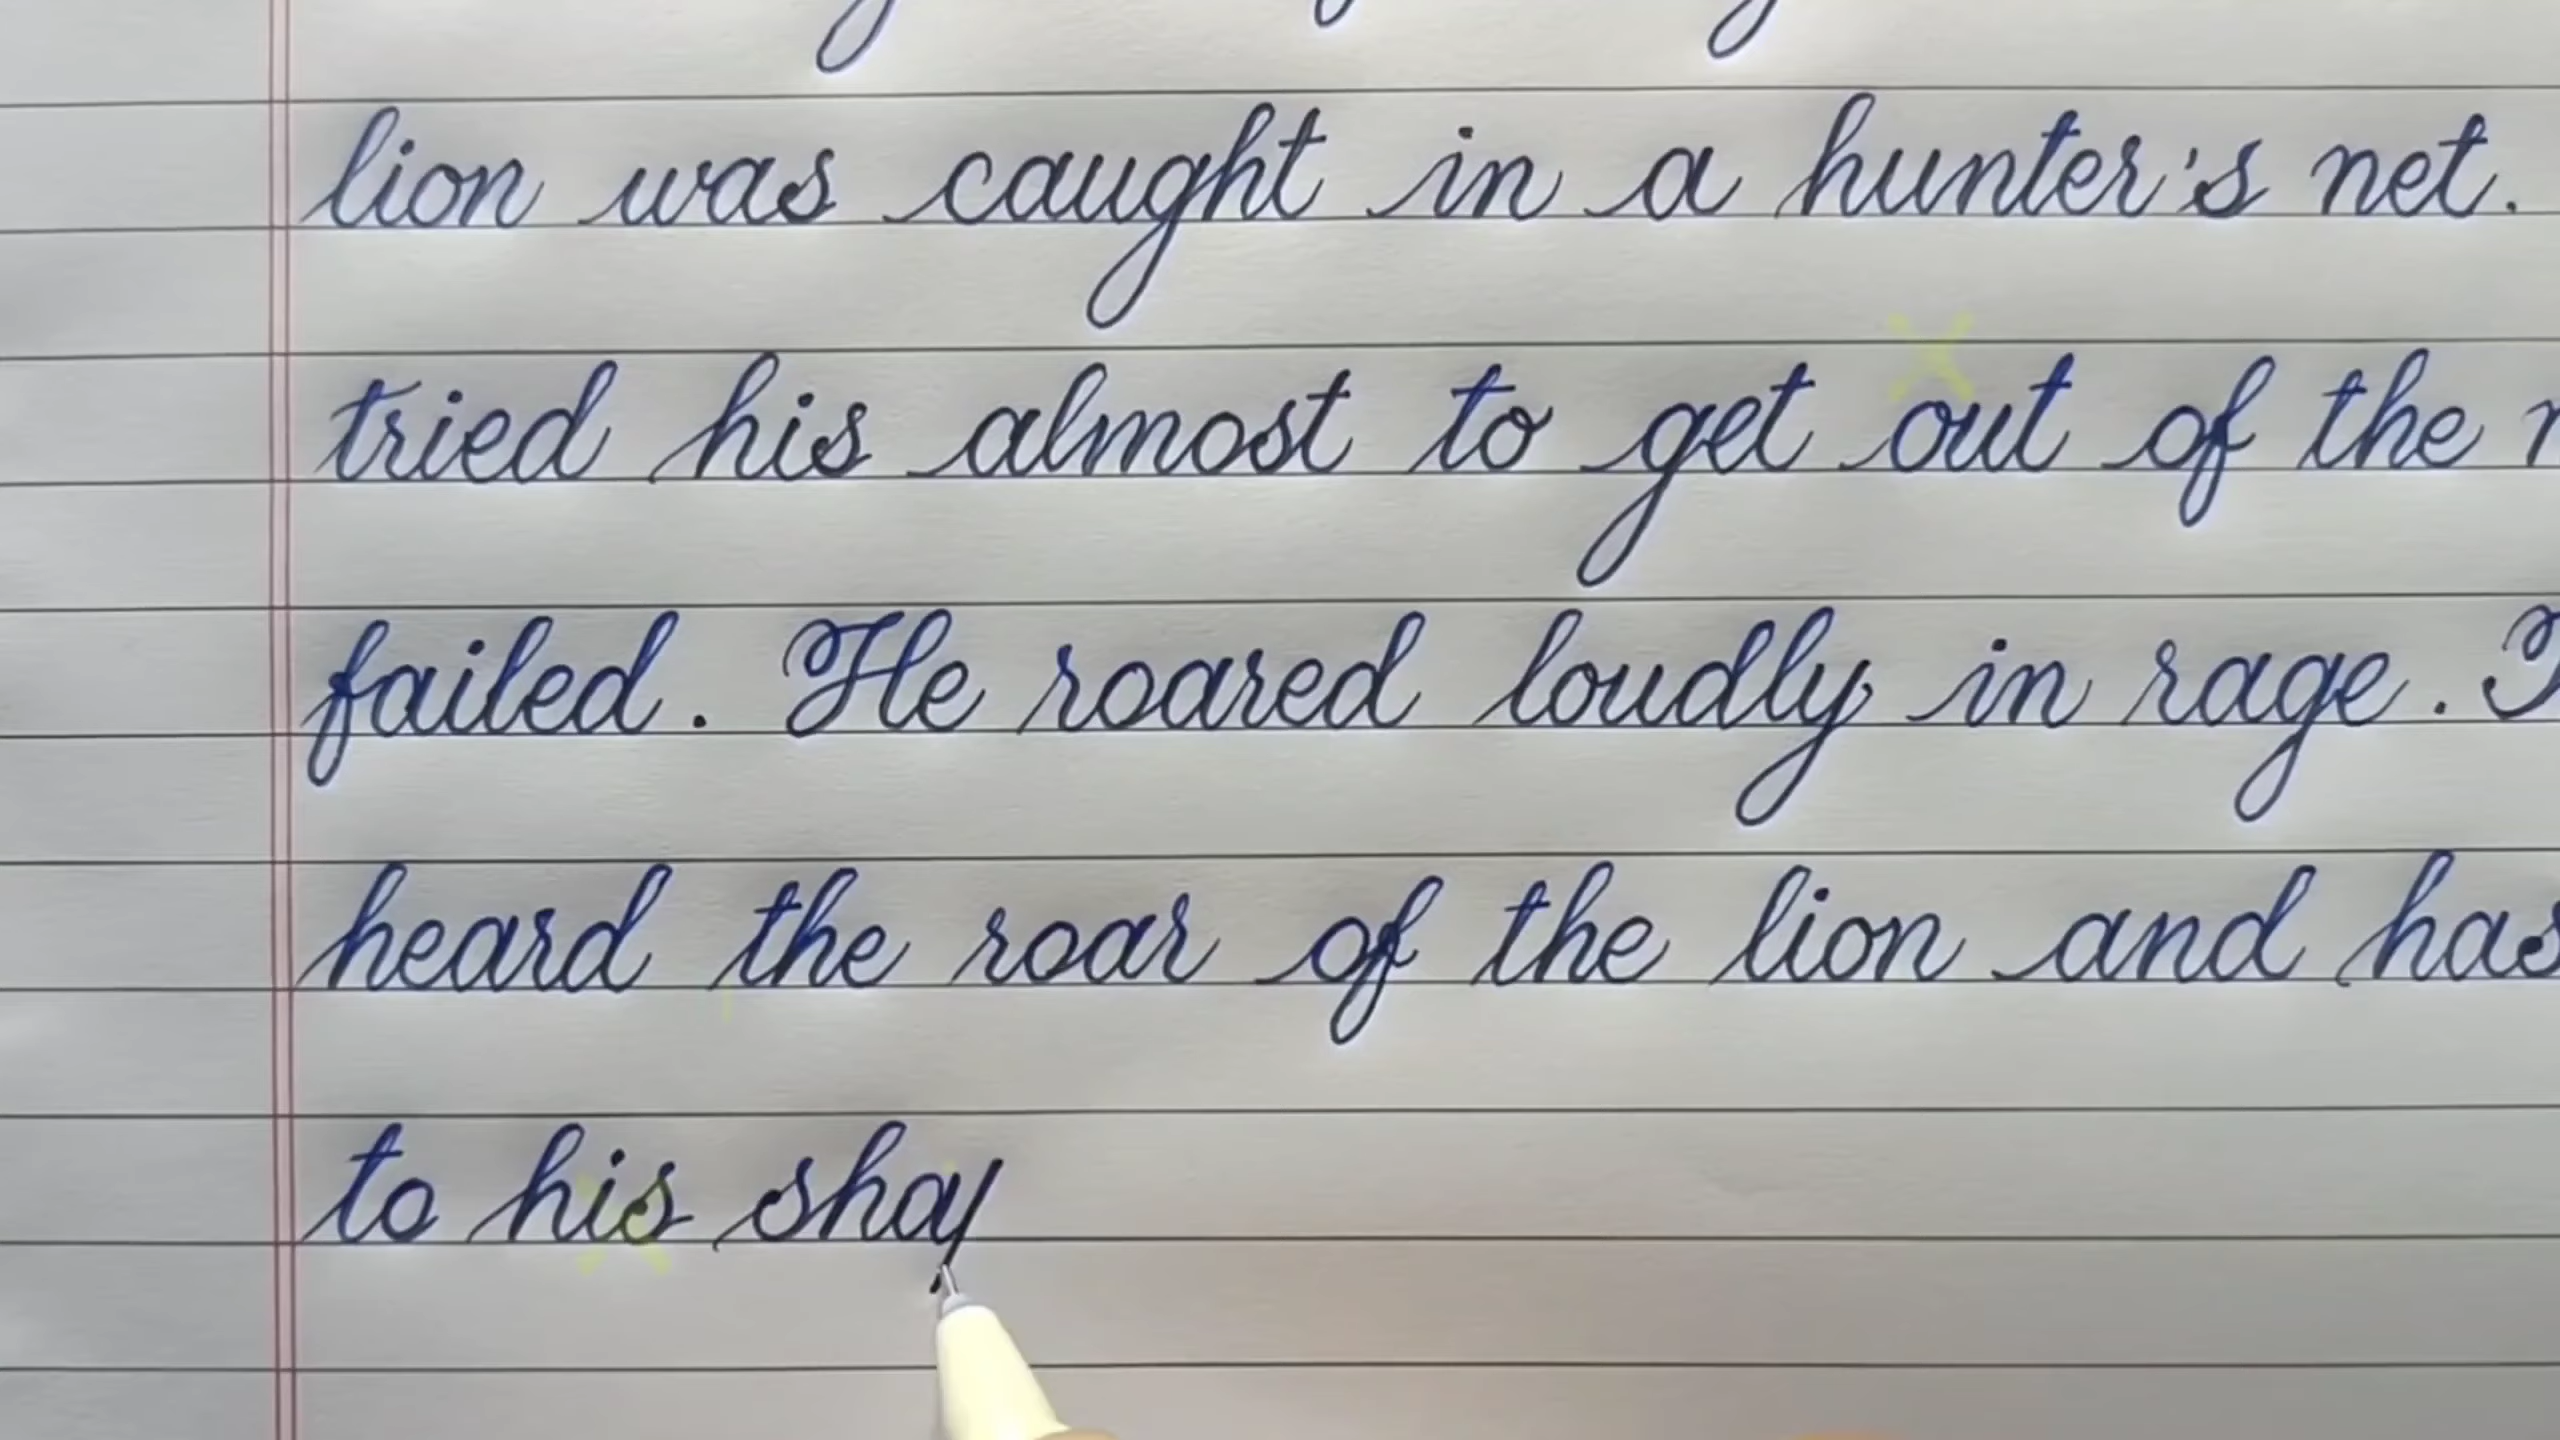 lion was caught in a hunter's net.
tried his almost to get out of the
failed. He roared loudly in rage.
heard the roar of the lion and has
to his sha